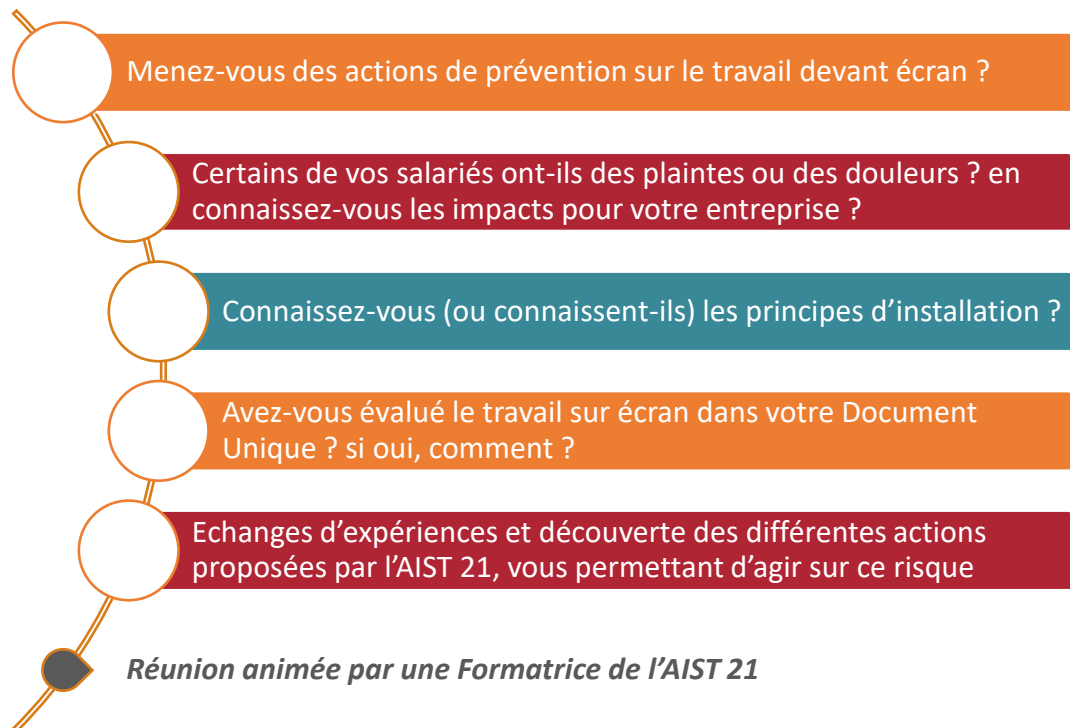 Menez-vous des actions de prévention sur le travail devant écran ?
Certains de vos salariés ont-ils des plaintes ou des douleurs ? en
connaissez-vous les impacts pour votre entreprise ?
Connaissez-vous (ou connaissent-ils) les principes d’installation ?
Avez-vous évalué le travail sur écran dans votre Document
Unique ? si oui, comment ?
Echanges d’expériences et découverte des différentes actions
proposées par l’AIST 21, vous permettant d’agir sur ce risque
Réunion animée par une Formatrice de l’AIST 21